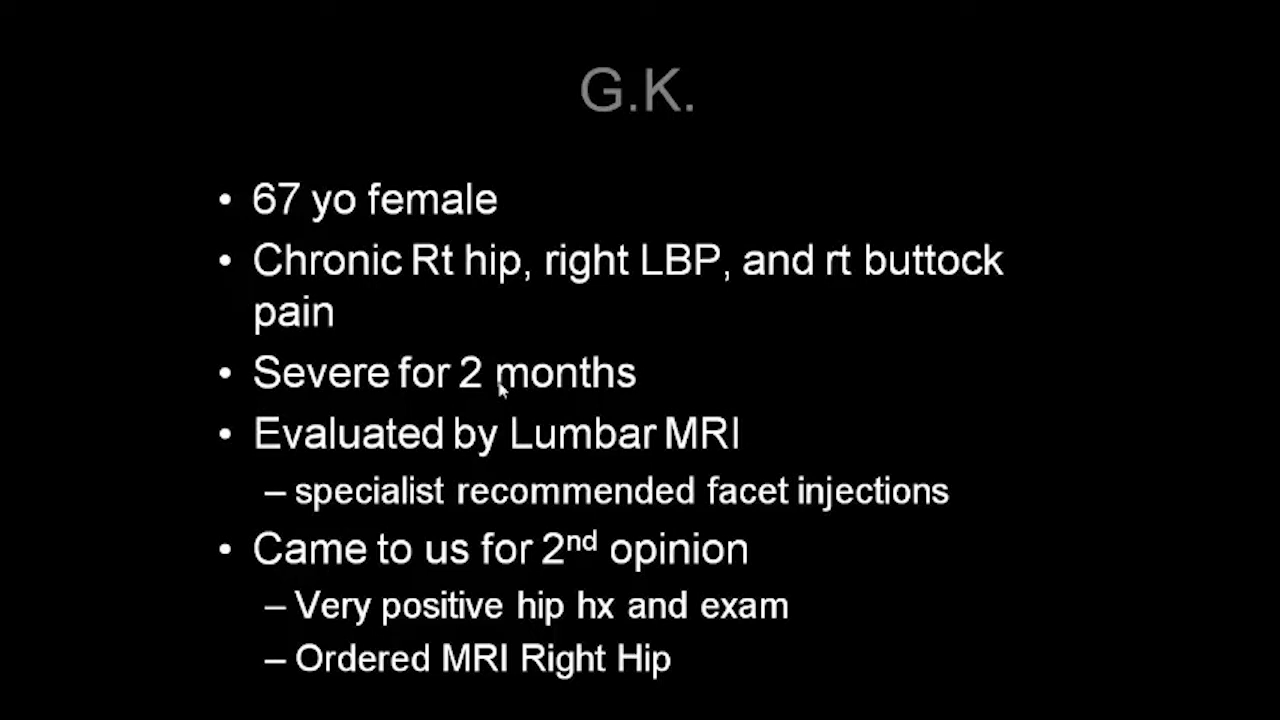 G.K.
• 67 yo female
• Chronic Rt hip, right LBP, and rt buttock
pain
• Severe for 2 months
• Evaluated by Lumbar MRI
– specialist recommended facet injections
• Came to us for 2nd opinion
– Very positive hip hx and exam
– Ordered MRI Right Hip